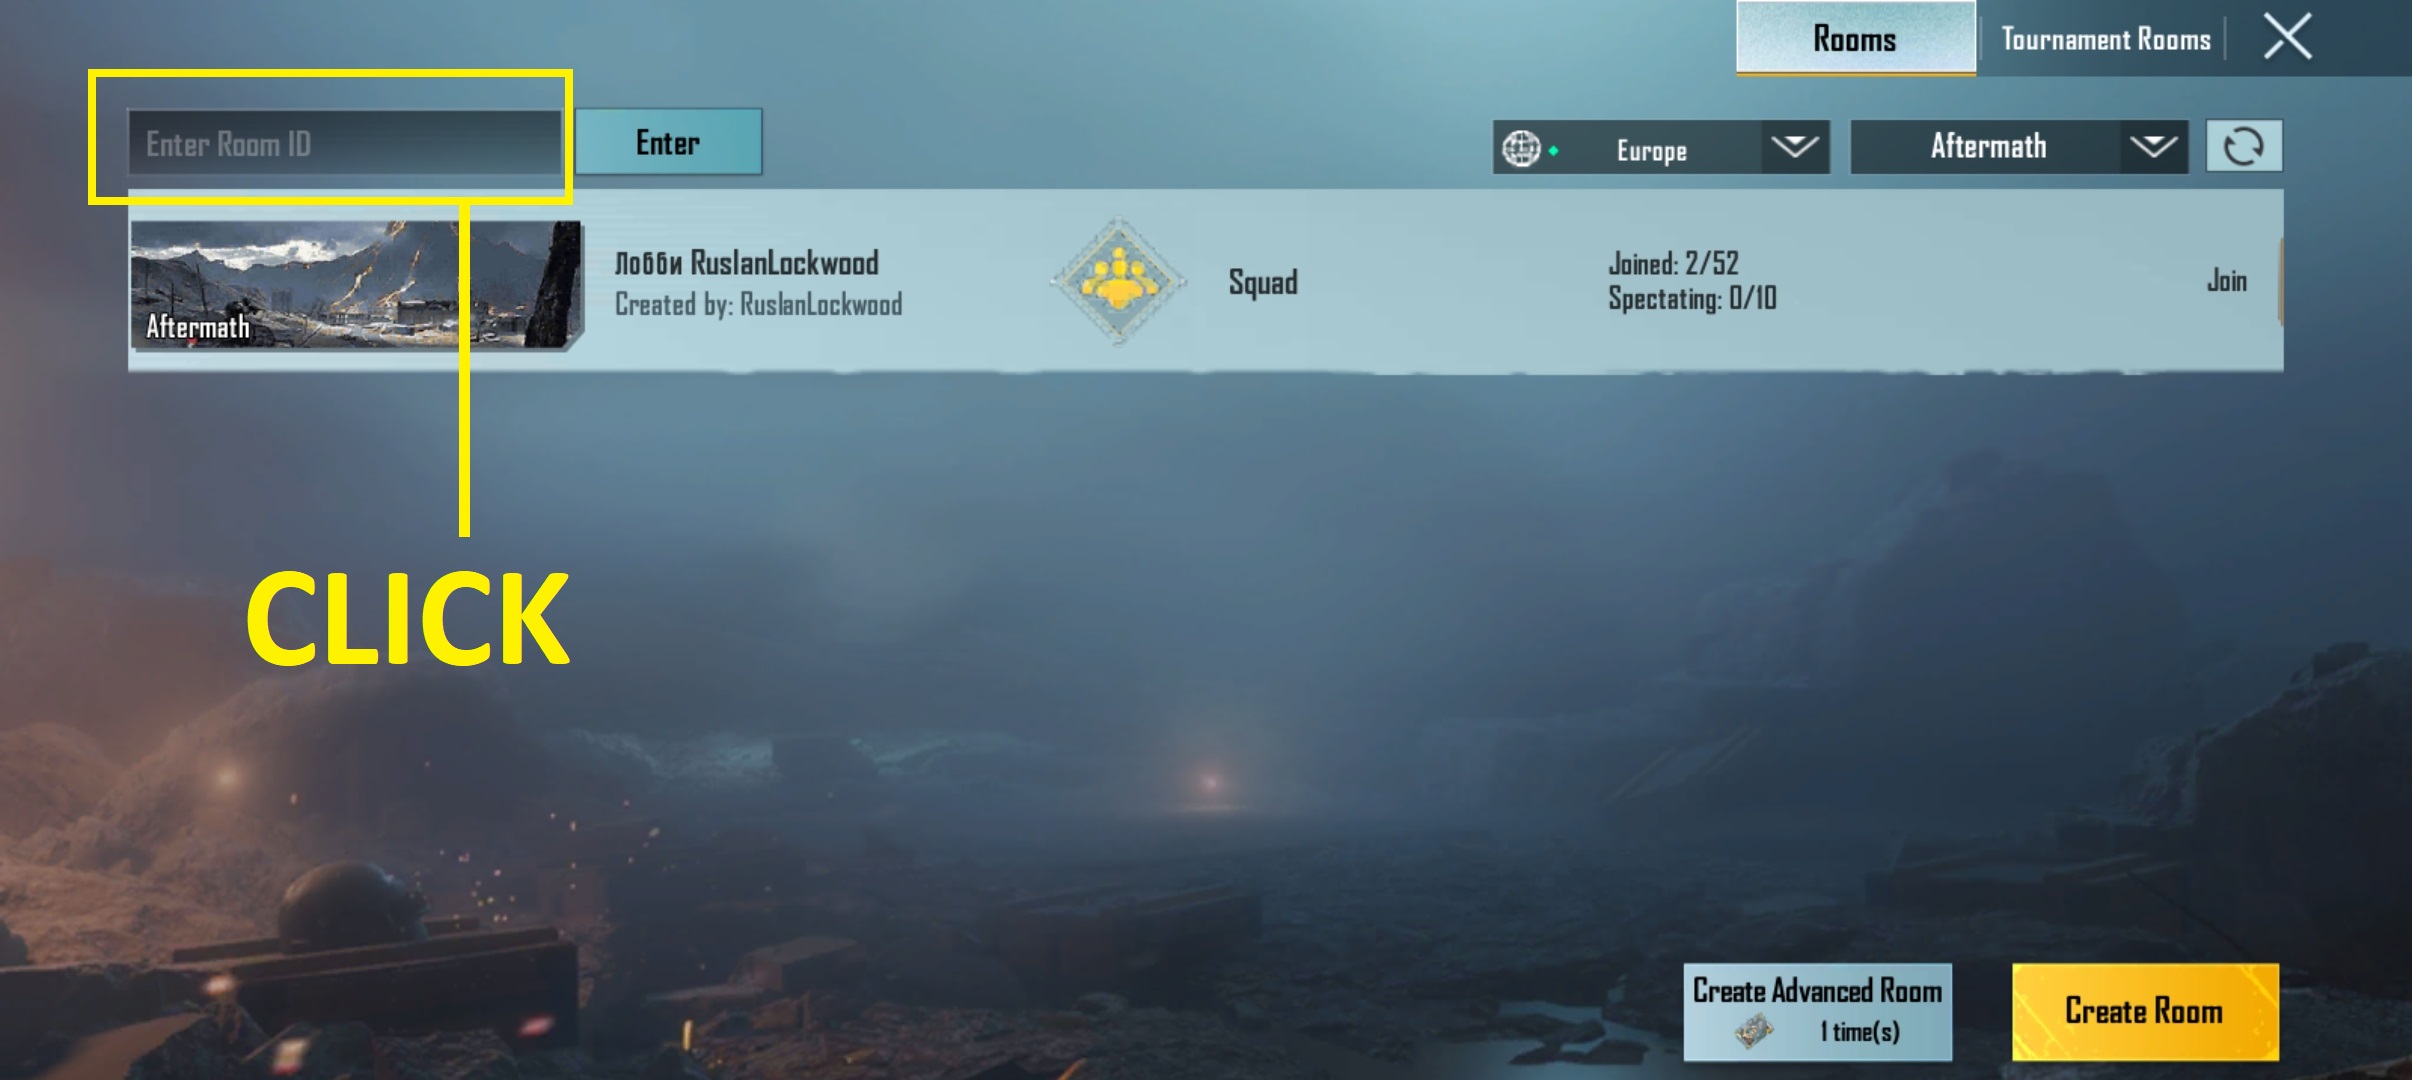 Rooms
Tournament Rooms
Enter Room ID
Enter
Europe
Aftermath
Aftermath
Лобби RuslanLockwood
Created by: RuslanLockwood
Squad
Joined: 2/52
Spectating: 0/10
Join
CLICK
Create Advanced Room
1 time(s)
Create Room